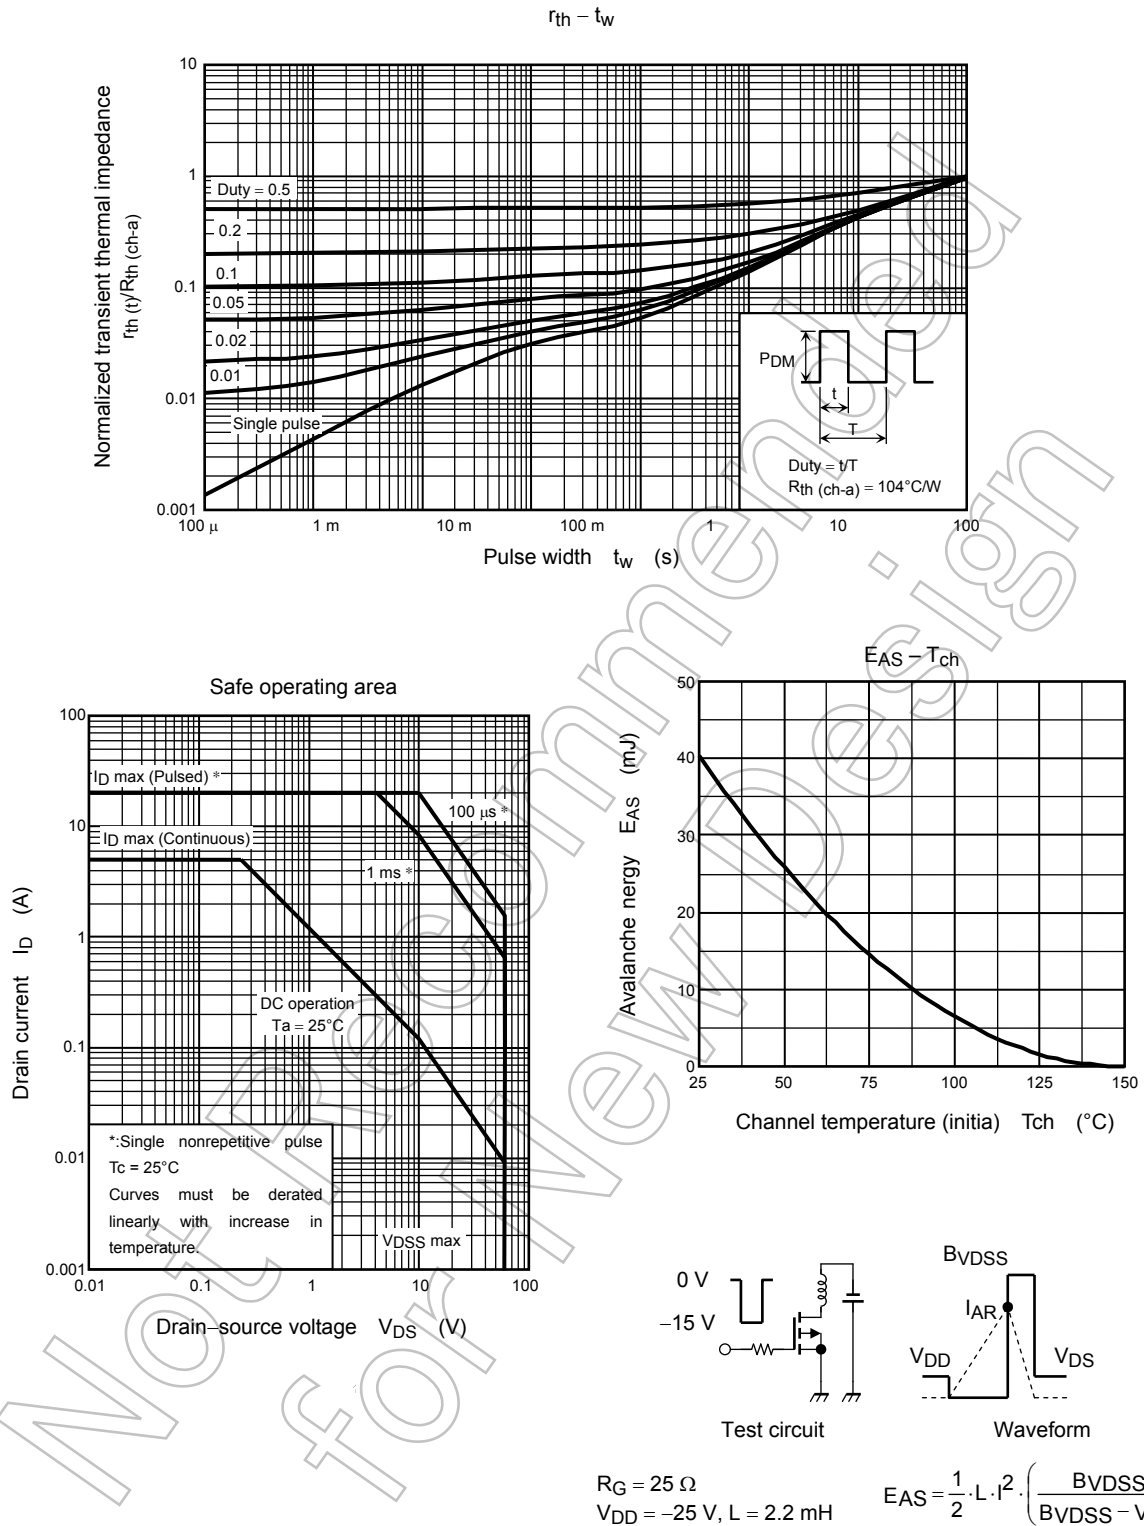 rth − tw
Normalized transient thermal impedance
rth (t)/Rth (ch-a)
10
1
0.1
0.01
0.001
Duty = 0.5
0.2
0.1
0.05
0.02
0.01
Single pulse
PDM
t
T
Duty = t/T
Rth (ch-a) = 104°C/W
100 μ
1 m
10 m
100 m
1
10
100
Pulse width tw (s)
Safe operating area
Drain current ID (A)
100
10
1
0.1
0.01
0.001
ID max (Pulsed) *
ID max (Continuous)
100 μs *
1 ms *
DC operation
Ta = 25°C
*:Single nonrepetitive pulse
Tc = 25°C
Curves must be derated
linearly with increase in
temperature.
VDSS max
0.01
0.1
1
10
100
Drain−source voltage VDS (V)
EAS – Tch
Avalanche nergy EAS (mJ)
50
40
30
20
10
0
25
50
75
100
125
150
Channel temperature (initia) Tch (°C)
0 V
−15 V
Test circuit
BVDSS
IAR
VDD
VDS
Waveform
RG = 25 Ω
VDD = −25 V, L = 2.2 mH
EAS = 1/2 · L · I² · ( BVDSS / BVDSS − V
Not Recommended
for New Design